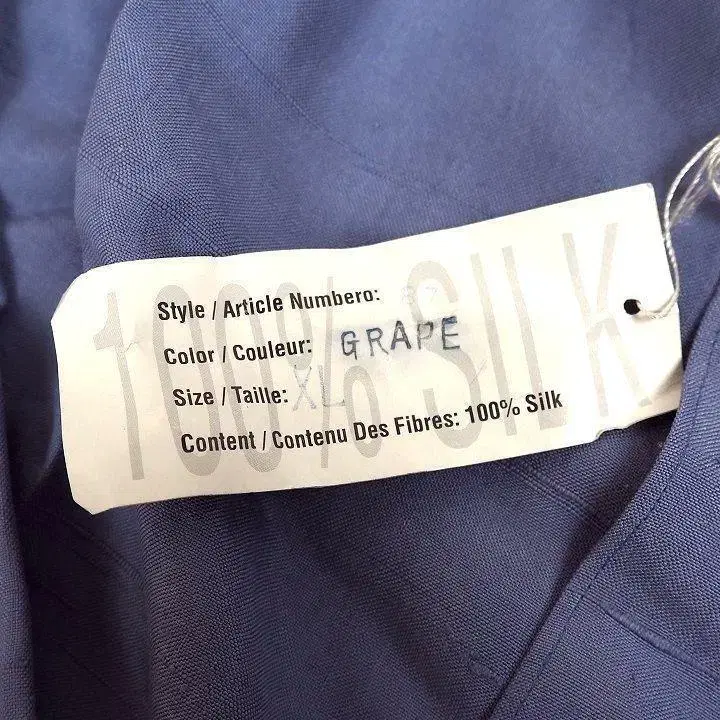 100% SILK
Style / Article Numbero:
Color / Couleur: GRAPE
Size / Taille: XL
Content / Contenu Des Fibres: 100% Silk